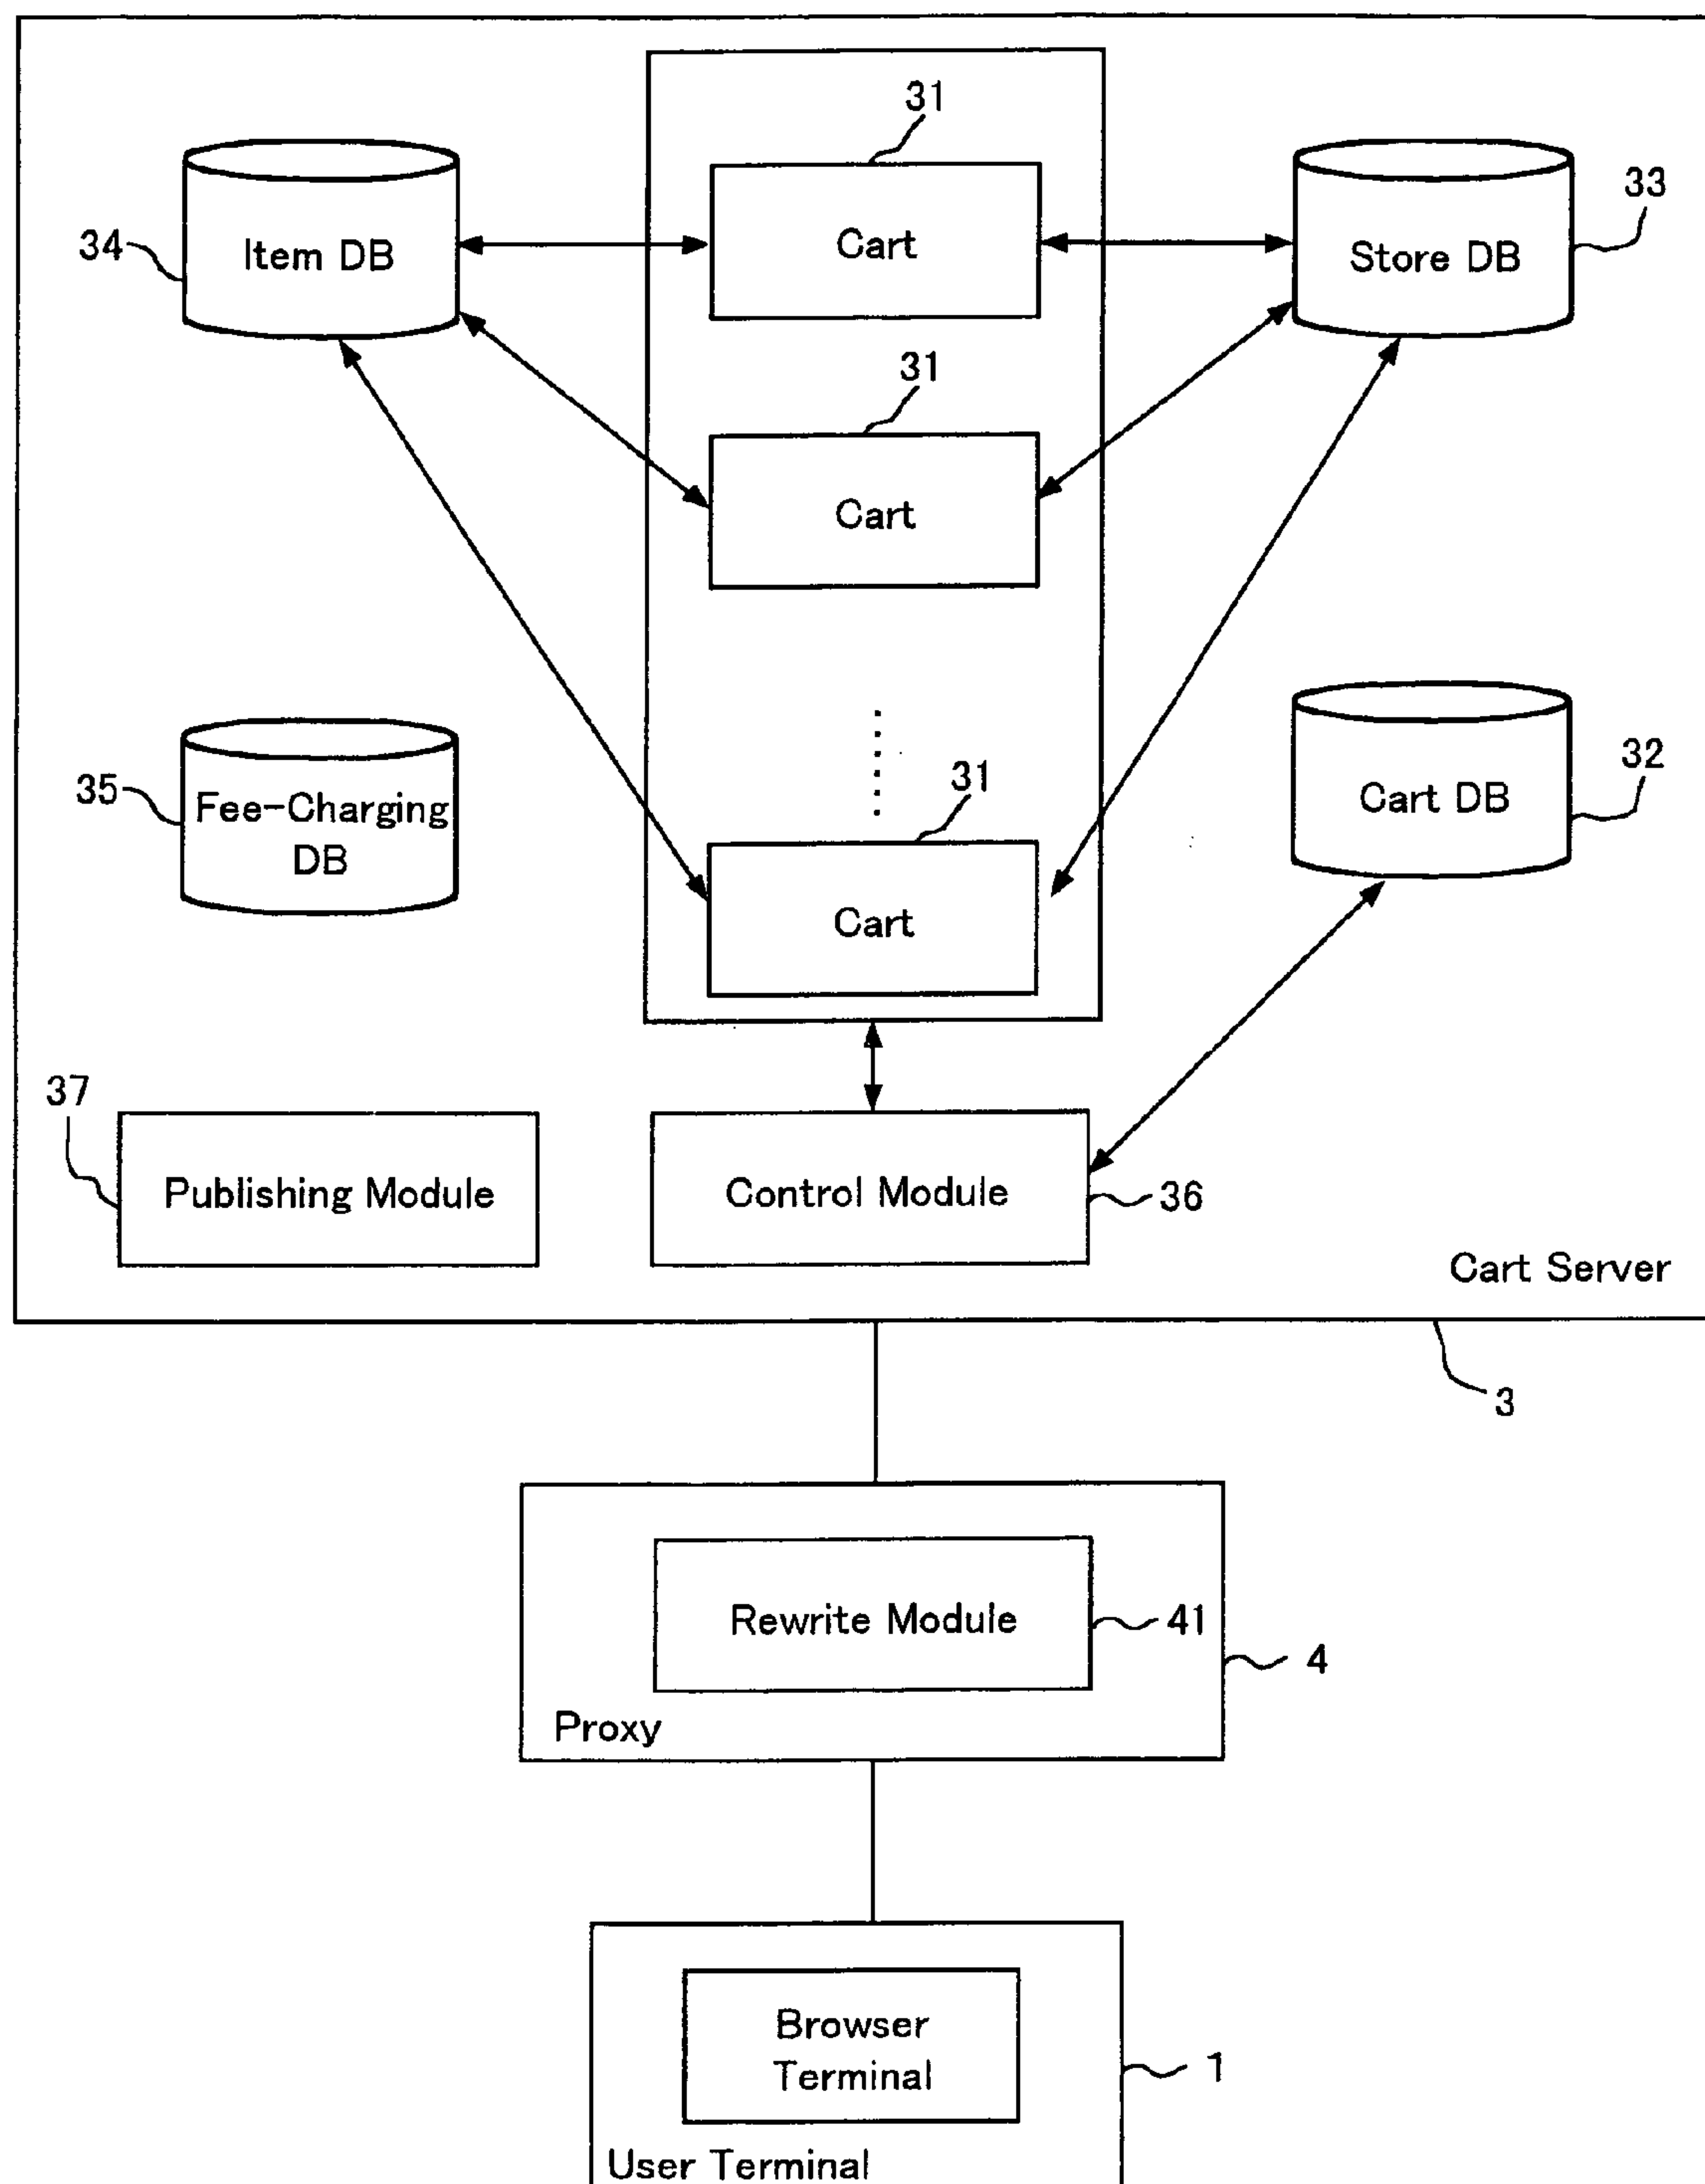 31
Item DB
34
Cart
Store DB
33
31
Cart
35
Fee-Charging
DB
31
Cart
Cart DB
32
37
Publishing Module
Control Module
36
Cart Server
3
Rewrite Module
41
4
Proxy
Browser
Terminal
1
User Terminal